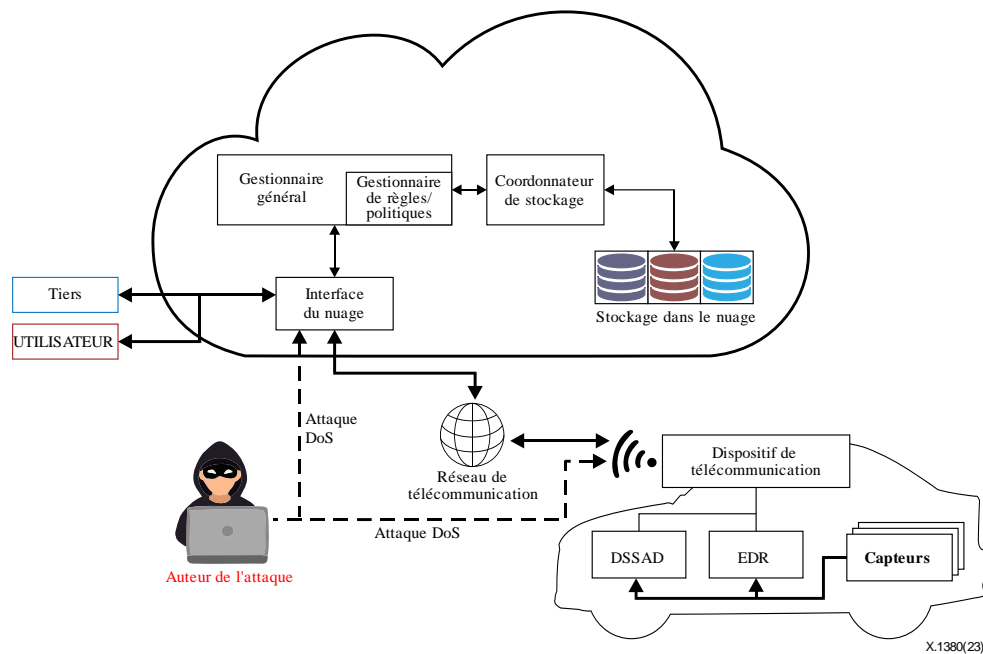 Gestionnaire
général
Gestionnaire
de règles/
politiques
Coordonnateur
de stockage
Tiers
UTILISATEUR
Interface
du nuage
Stockage dans le nuage
Attaque
DoS
Réseau de
télécommunication
Dispositif de
télécommunication
Attaque DoS
Auteur de l'attaque
DSSAD
EDR
Capteurs
X.1380(23)